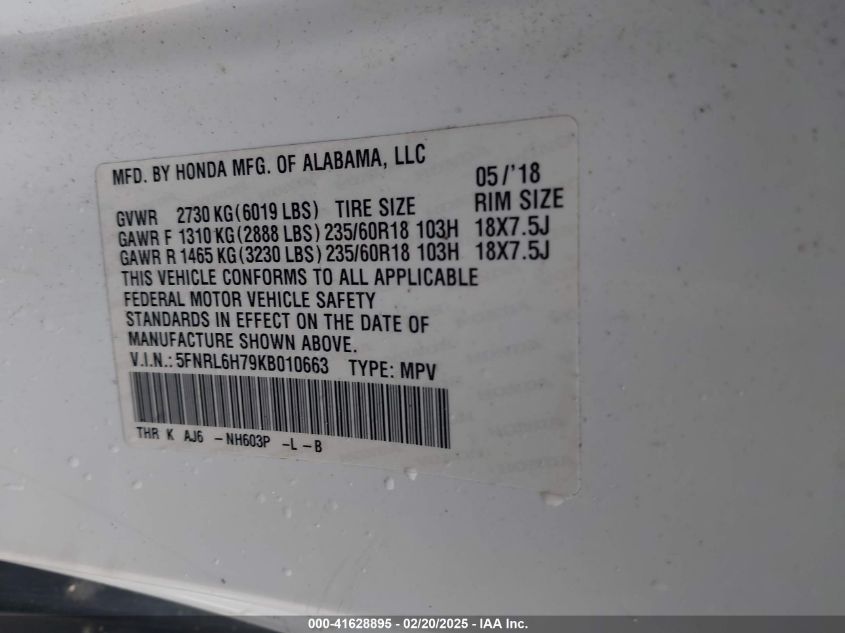 MFD. BY HONDA MFG. OF ALABAMA, LLC 05/'18
GVWR 2730 KG(6019 LBS) TIRE SIZE RIM SIZE
GAWR F 1310 KG(2888 LBS) 235/60R18 103H 18X7.5J
GAWR R 1465 KG(3230 LBS) 235/60R18 103H 18X7.5J
THIS VEHICLE CONFORMS TO ALL APPLICABLE
FEDERAL MOTOR VEHICLE SAFETY
STANDARDS IN EFFECT ON THE DATE OF
MANUFACTURE SHOWN ABOVE.
V.I.N.: 5FNRL6H79KB010663 TYPE: MPV
THR K AJ6 -NH603P -L -B
000-41628895 - 02/20/2025 - IAA Inc.